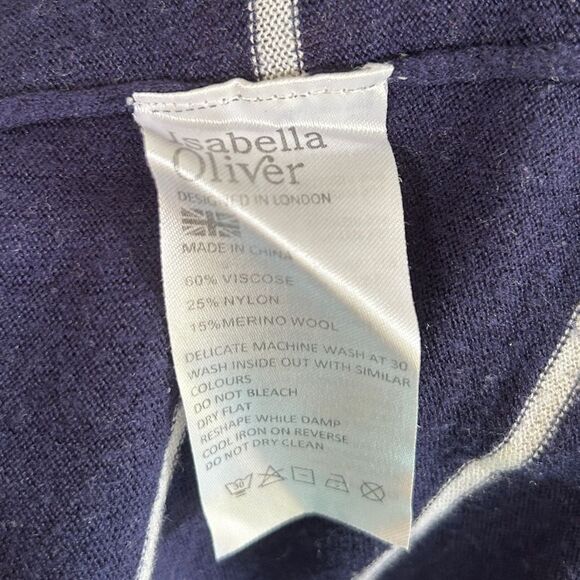 Isabella
Oliver
DESIGNED IN LONDON
MADE IN CHINA
60% VISCOSE
25% NYLON
15%MERINO WOOL
DELICATE MACHINE WASH AT 30
WASH INSIDE OUT WITH SIMILAR
COLOURS
DO NOT BLEACH
DRY FLAT
RESHAPE WHILE DAMP
COOL IRON ON REVERSE
DO NOT DRY CLEAN
30